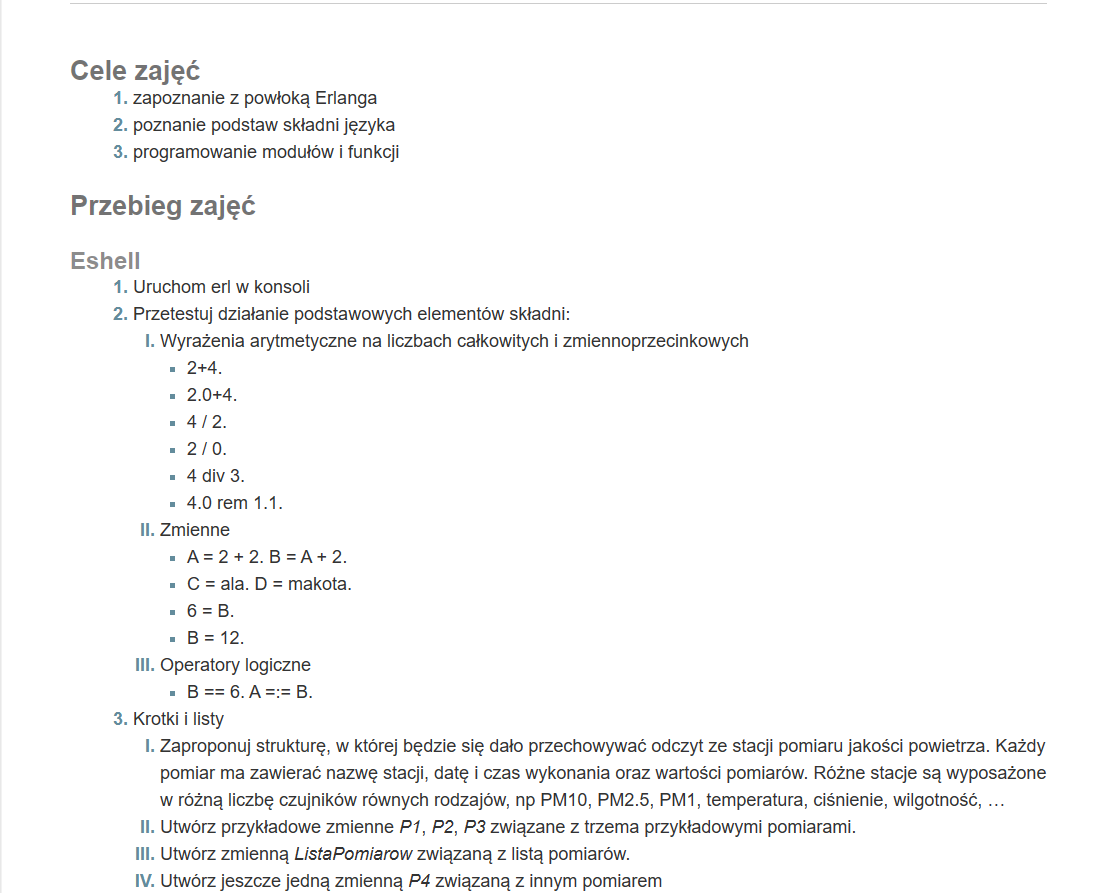 Cele zajęć
1. zapoznanie z powłoką Erlanga
2. poznanie podstaw składni języka
3. programowanie modułów i funkcji
Przebieg zajęć
Eshell
1. Uruchom erl w konsoli
2. Przetestuj działanie podstawowych elementów składni:
I. Wyrażenia arytmetyczne na liczbach całkowitych i zmiennoprzecinkowych
▪ 2+4.
▪ 2.0+4.
▪ 4 / 2.
▪ 2 / 0.
▪ 4 div 3.
▪ 4.0 rem 1.1.
II. Zmienne
▪ A = 2 + 2. B = A + 2.
▪ C = ala. D = makota.
▪ 6 = B.
▪ B = 12.
III. Operatory logiczne
▪ B == 6. A =:= B.
3. Krotki i listy
I. Zaproponuj strukturę, w której będzie się dało przechowywać odczyt ze stacji pomiaru jakości powietrza. Każdy
pomiar ma zawierać nazwę stacji, datę i czas wykonania oraz wartości pomiarów. Różne stacje są wyposażone
w różną liczbę czujników równych rodzajów, np PM10, PM2.5, PM1, temperatura, ciśnienie, wilgotność, …
II. Utwórz przykładowe zmienne P1, P2, P3 związane z trzema przykładowymi pomiarami.
III. Utwórz zmienną ListaPomiarow związaną z listą pomiarów.
IV. Utwórz jeszcze jedną zmienną P4 związaną z innym pomiarem